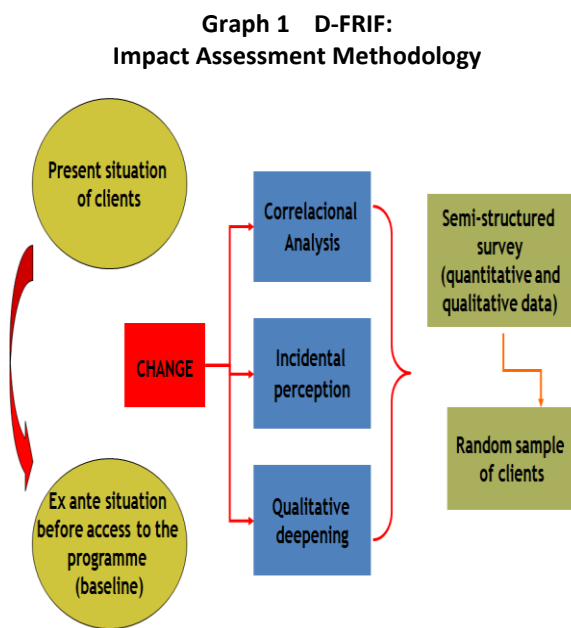 Graph 1 D-FRIF:
Impact Assessment Methodology
Present situation
of clients
Ex ante situation
before access to the
programme
(baseline)
CHANGE
Correlacional
Analysis
Incidental
perception
Qualitative
deepening
Semi-structured
survey
(quantitative and
qualitative data)
Random sample
of clients